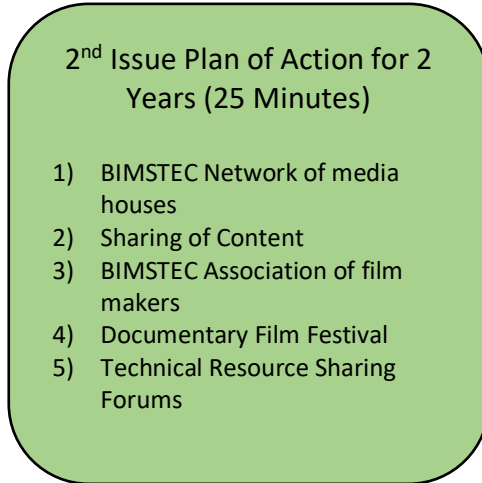 2nd Issue Plan of Action for 2
Years (25 Minutes)
1) BIMSTEC Network of media
houses
2) Sharing of Content
3) BIMSTEC Association of film
makers
4) Documentary Film Festival
5) Technical Resource Sharing
Forums